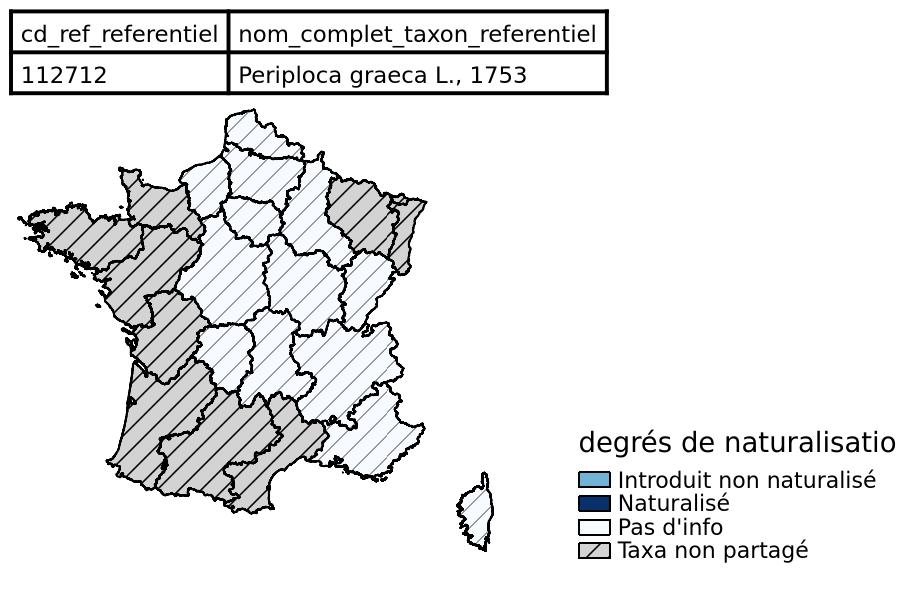 cd_ref_referentiel nom_complet_taxon_referentiel
112712 Periploca graeca L., 1753
degrés de naturalisatio
Introduit non naturalisé
Naturalisé
Pas d'info
Taxa non partagé